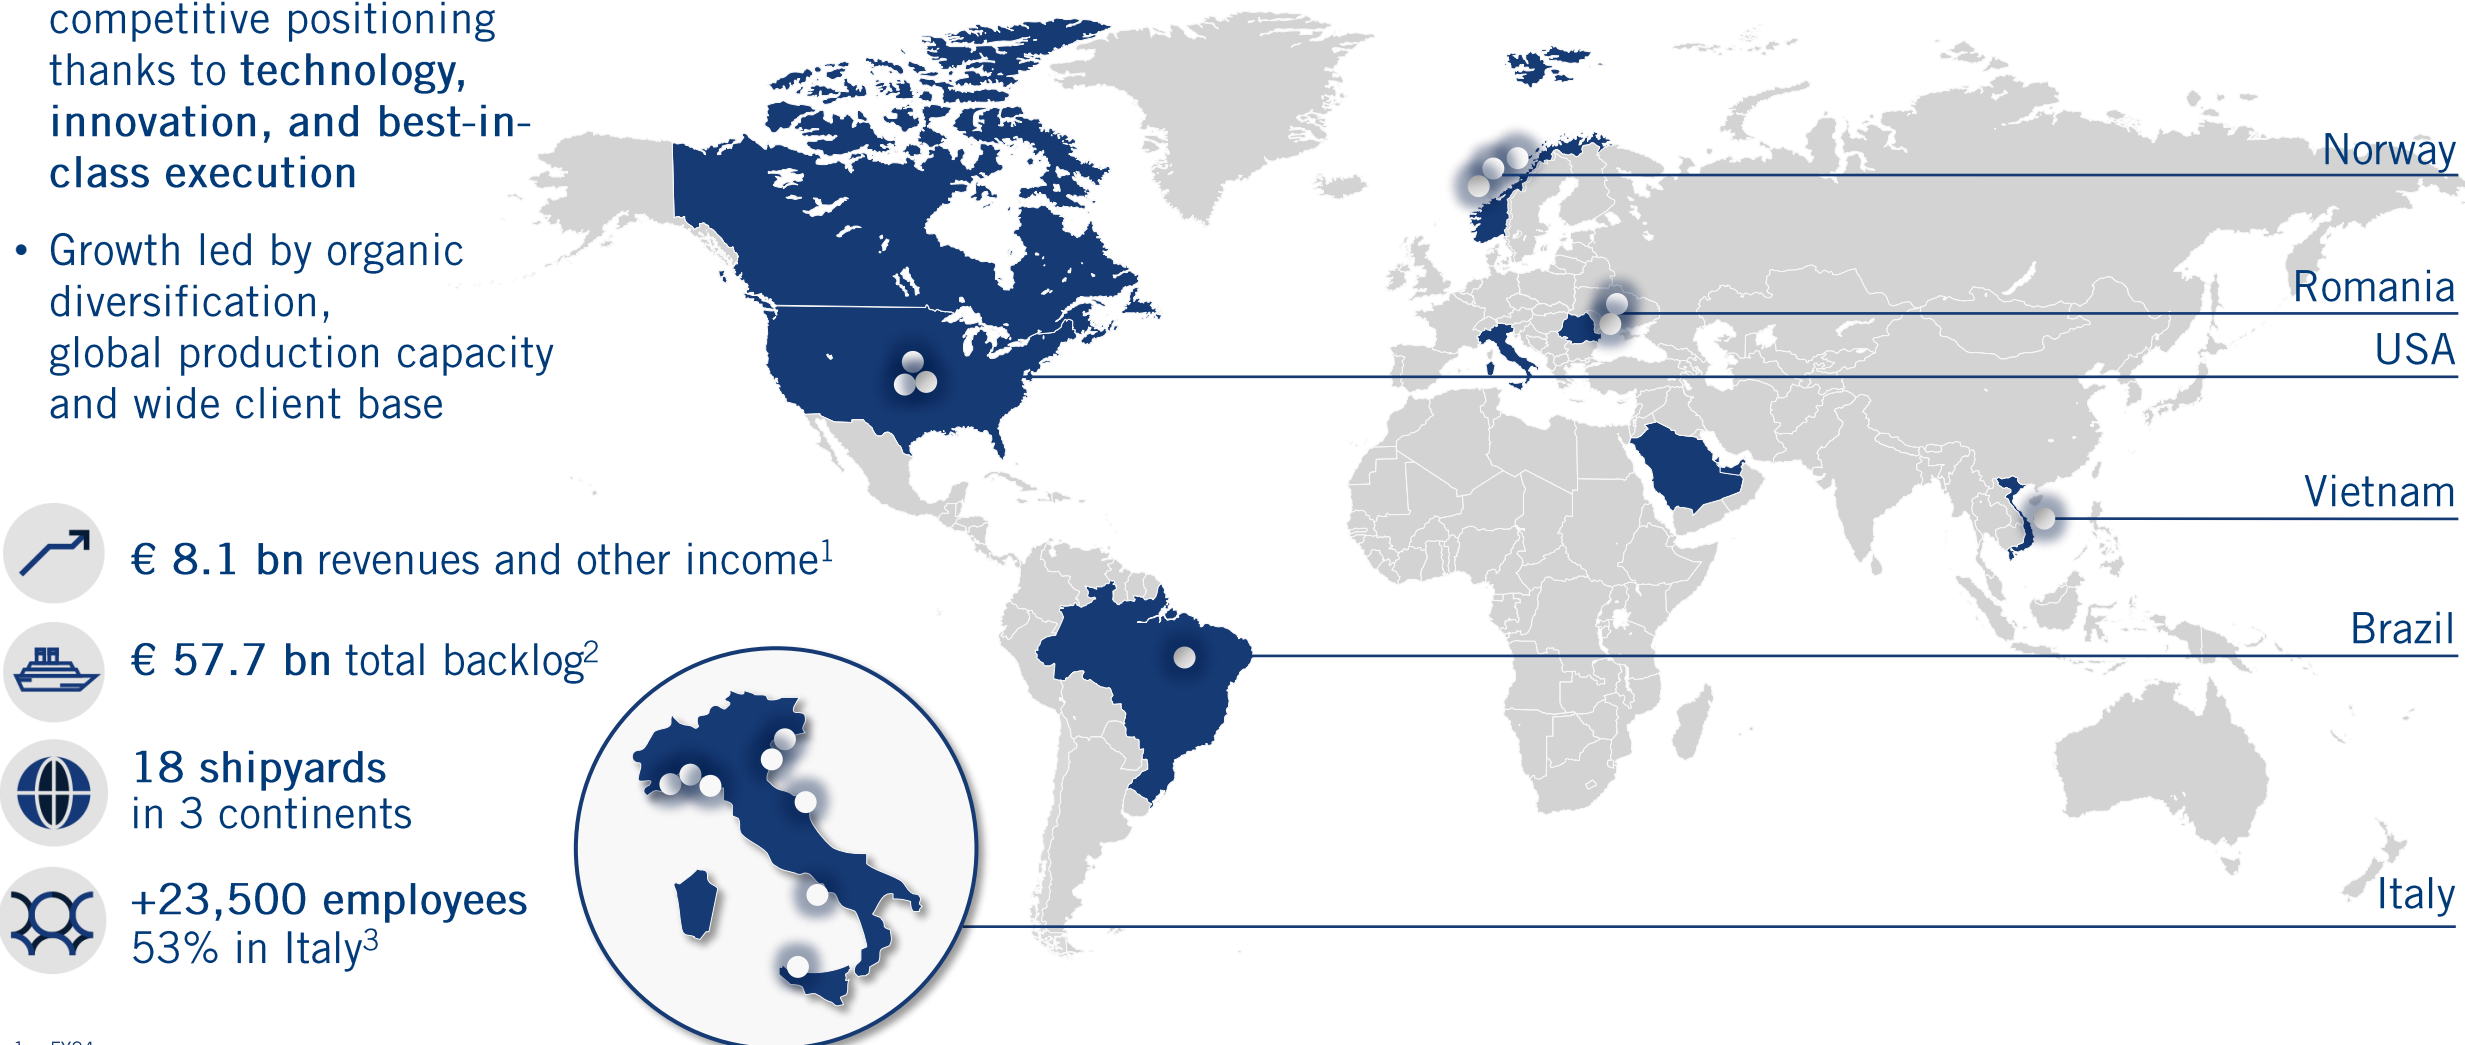 competitive positioning
thanks to technology,
innovation, and best-in-
class execution
• Growth led by organic
diversification,
global production capacity
and wide client base
€ 8.1 bn revenues and other income1
€ 57.7 bn total backlog2
18 shipyards
in 3 continents
+23,500 employees
53% in Italy3
Norway
Romania
USA
Vietnam
Brazil
Italy